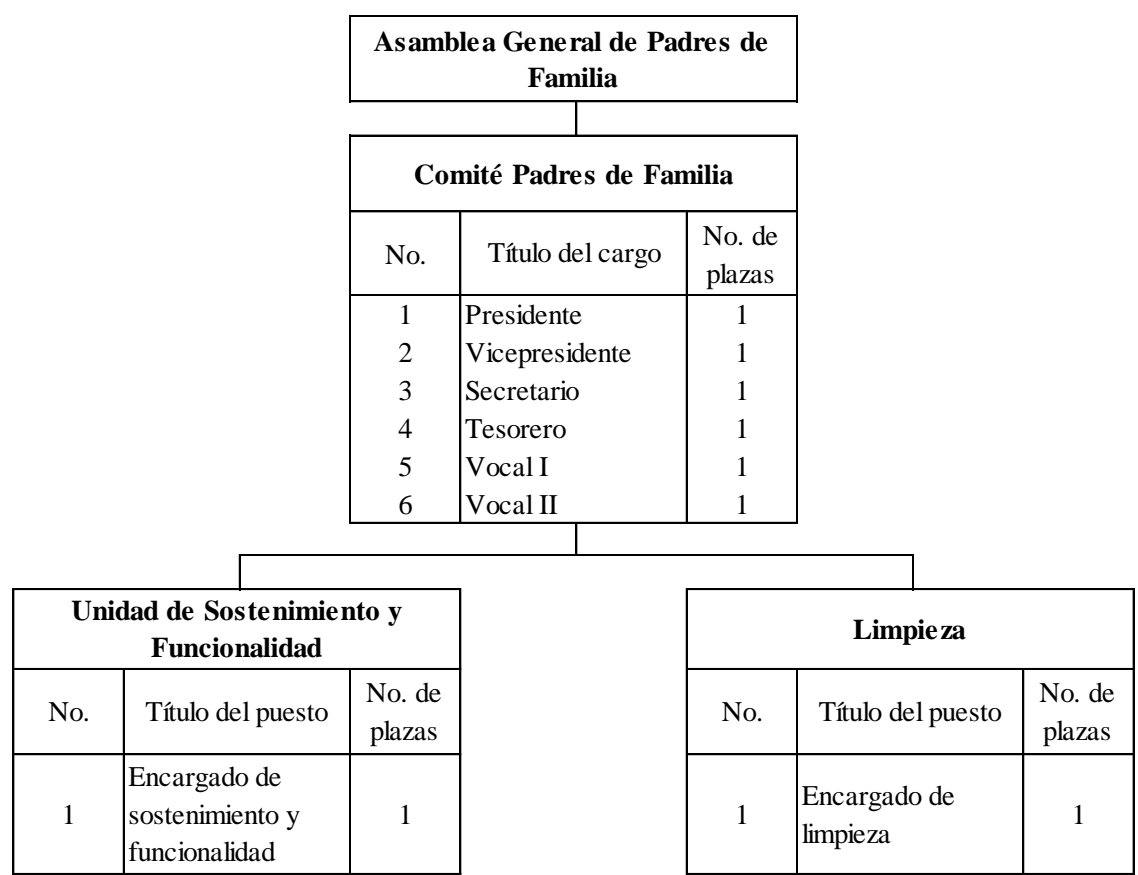 Asamblea General de Padres de
Familia
Comité Padres de Familia
No. Título del cargo No. de plazas
1 Presidente 1
2 Vicepresidente 1
3 Secretario 1
4 Tesorero 1
5 Vocal I 1
6 Vocal II 1
Unidad de Sostenimiento y
Funcionalidad
No. Título del puesto No. de plazas
1 Encargado de
sostenimiento y
funcionalidad 1
Limpieza
No. Título del puesto No. de plazas
1 Encargado de
limpieza 1